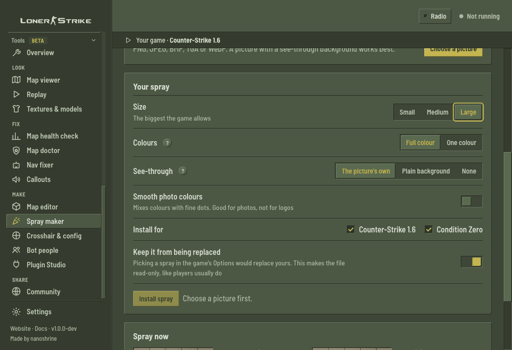 LONERSTRIKE
Tools BETA
Overview
LOOK
Map viewer
Replay
Textures & models
FIX
Map health check
Map doctor
Nav fixer
Callouts
MAKE
Map editor
Spray maker
Crosshair & config
Bot people
Plugin Studio
SHARE
Community
Settings
Website · Docs · v1.0.0-dev
Made by nanoshrine
Radio
Not running
Your game · Counter-Strike 1.6
PNG, JPEG, BMP, TGA or WebP. A picture with a see-through background works best.
Choose a picture
Your spray
Size
The biggest the game allows
Small Medium Large
Colours ?
Full colour One colour
See-through ?
The picture's own Plain background None
Smooth photo colours
Mixes colours with fine dots. Good for photos, not for logos
Install for
Counter-Strike 1.6 Condition Zero
Keep it from being replaced
Picking a spray in the game's Options would replace yours. This makes the file
read-only, like players usually do
Install spray Choose a picture first.
Spray now